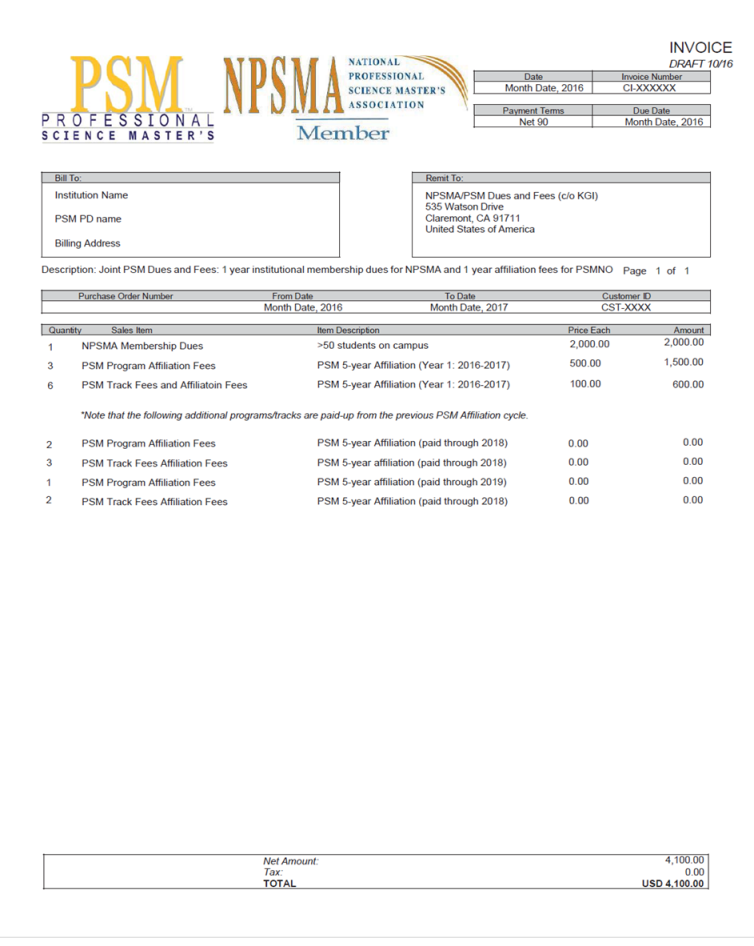 INVOICE
DRAFT 10/16
PSM
PROFESSIONAL
SCIENCE MASTER'S
NPSMA
NATIONAL
PROFESSIONAL
SCIENCE MASTER'S
ASSOCIATION
Member
Date Invoice Number
Month Date, 2016 CI-XXXXXX
Payment Terms Due Date
Net 90 Month Date, 2016
Bill To:
Institution Name
PSM PD name
Billing Address
Remit To:
NPSMA/PSM Dues and Fees (c/o KGI)
535 Watson Drive
Claremont, CA 91711
United States of America
Description: Joint PSM Dues and Fees: 1 year institutional membership dues for NPSMA and 1 year affiliation fees for PSMNO Page 1 of 1
Purchase Order Number From Date To Date Customer ID
Month Date, 2016 Month Date, 2017 CST-XXXX
Quantity Sales Item Item Description Price Each Amount
1 NPSMA Membership Dues >50 students on campus 2,000.00 2,000.00
3 PSM Program Affiliation Fees PSM 5-year Affiliation (Year 1: 2016-2017) 500.00 1,500.00
6 PSM Track Fees and Affiliatoin Fees PSM 5-year Affiliation (Year 1: 2016-2017) 100.00 600.00
*Note that the following additional programs/tracks are paid-up from the previous PSM Affiliation cycle.
2 PSM Program Affiliation Fees PSM 5-year Affiliation (paid through 2018) 0.00 0.00
3 PSM Track Fees Affiliation Fees PSM 5-year affiliation (paid through 2018) 0.00 0.00
1 PSM Program Affiliation Fees PSM 5-year affiliation (paid through 2019) 0.00 0.00
2 PSM Track Fees Affiliation Fees PSM 5-year Affiliation (paid through 2018) 0.00 0.00
Net Amount: 4,100.00
Tax: 0.00
TOTAL USD 4,100.00